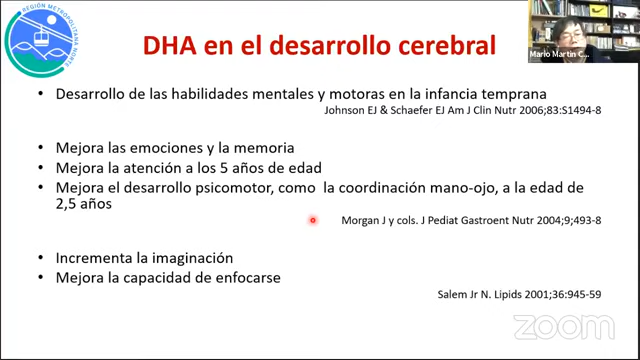 REGIÓN METROPOLITANA NORTE
DHA en el desarrollo cerebral
Mario Martin C...
• Desarrollo de las habilidades mentales y motoras en la infancia temprana
Johnson EJ & Schaefer EJ Am J Clin Nutr 2006;83:S1494-8
• Mejora las emociones y la memoria
• Mejora la atención a los 5 años de edad
• Mejora el desarrollo psicomotor, como la coordinación mano-ojo, a la edad de
2,5 años
Morgan J y cols. J Pediat Gastroent Nutr 2004;9;493-8
• Incrementa la imaginación
• Mejora la capacidad de enfocarse
Salem Jr N. Lipids 2001;36:945-59
zoom